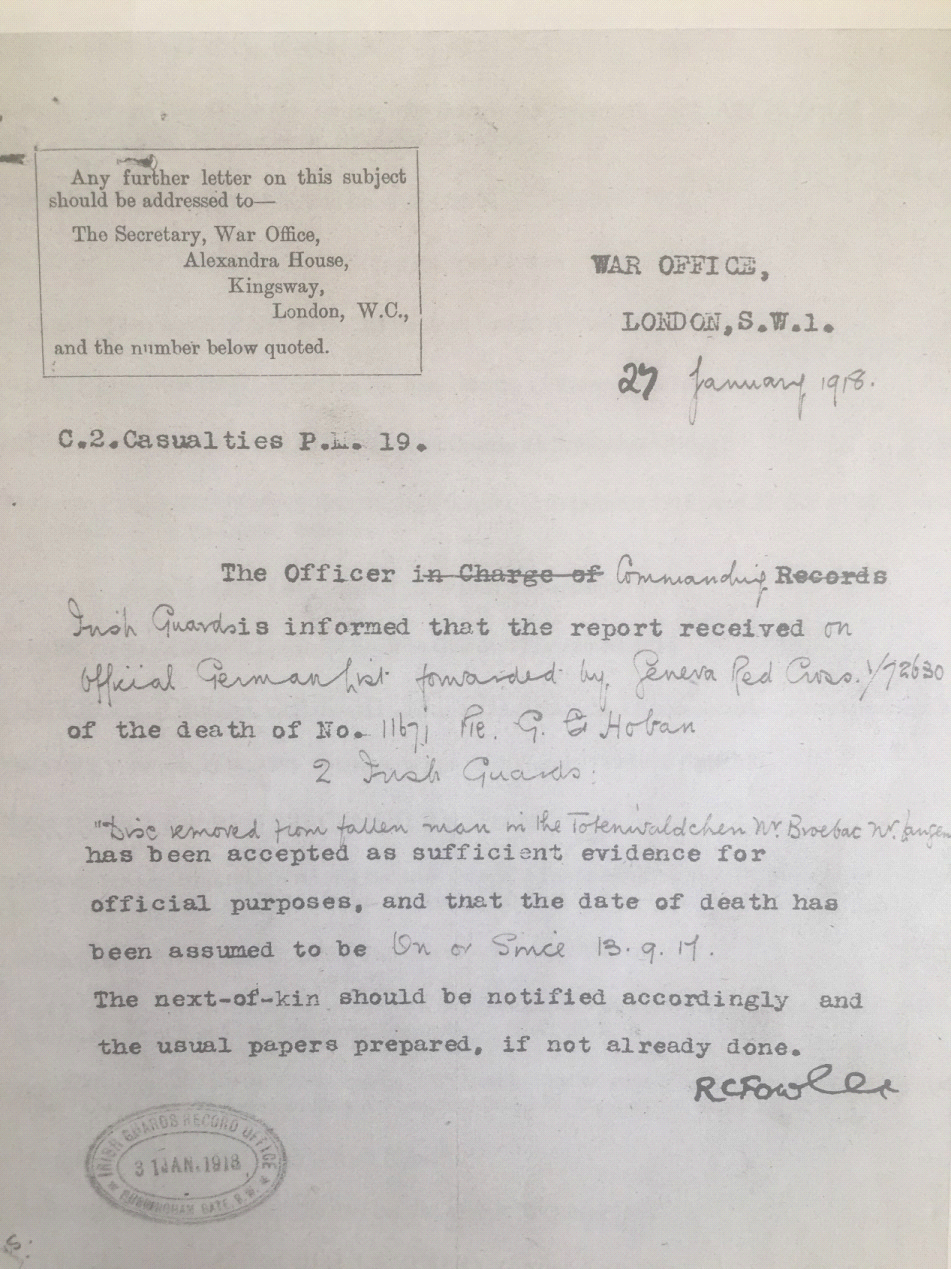 Any further letter on this subject
should be addressed to—
The Secretary, War Office,
Alexandra House,
Kingsway,
London, W.C.,
and the number below quoted.
WAR OFFICE,
LONDON,S.W.1.
27 January 1918.
C.2.Casualties P.W. 19.
The Officer in Charge of Commanding Records
Irish Guards is informed that the report received on
Official German List forwarded by Geneva Red Cross. 1/72630
of the death of No. 11671 Pte. G. Hoban
2 Irish Guards.
"Disc removed from fallen man in the Totenwaldchen Nr. Broebac Nr.
has been accepted as sufficient evidence for
official purposes, and that the date of death has
been assumed to be On or Since 13.9.17.
The next-of-kin should be notified accordingly and
the usual papers prepared, if not already done.
RCFowler
IRISH GUARDS RECORD OFFICE
31 JAN.1918
BUCKINGHAM GATE, S.W.